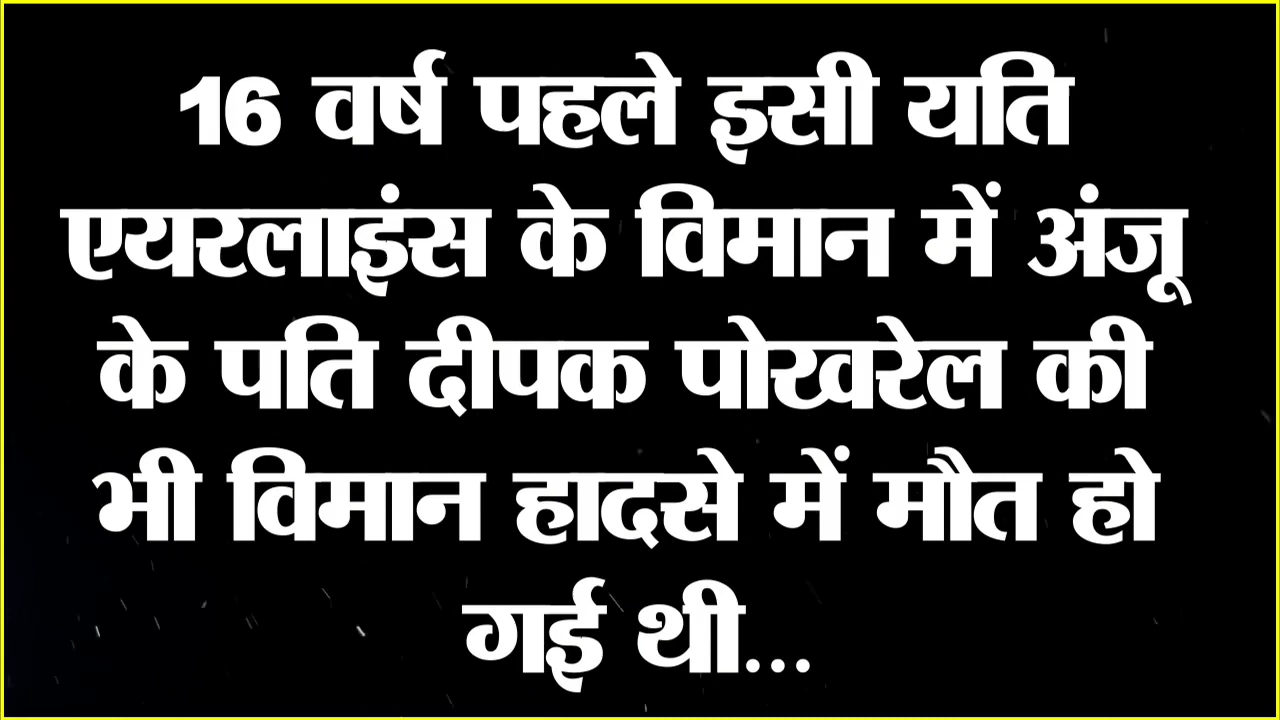 16 वर्ष पहले इसी यति
एयरलाइंस के विमान में अंजू
के पति दीपक पोखरेल की
भी विमान हादसे में मौत हो
गई थी...